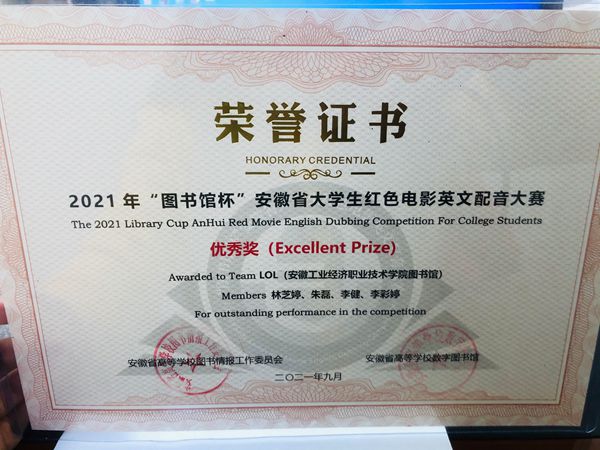 荣誉证书
HONORARY CREDENTIAL
2021年“图书馆杯”安徽省大学生红色电影英文配音大赛
The 2021 Library Cup AnHui Red Movie English Dubbing Competition For College Students
优秀奖（Excellent Prize）
Awarded to Team LOL（安徽工业经济职业技术学院图书馆）
Members 林芝婷、朱磊、李健、李彩婷
For outstanding performance in the competition
安徽省高等学校图书情报工作委员会 安徽省高等学校数字图书馆
二〇二一年九月